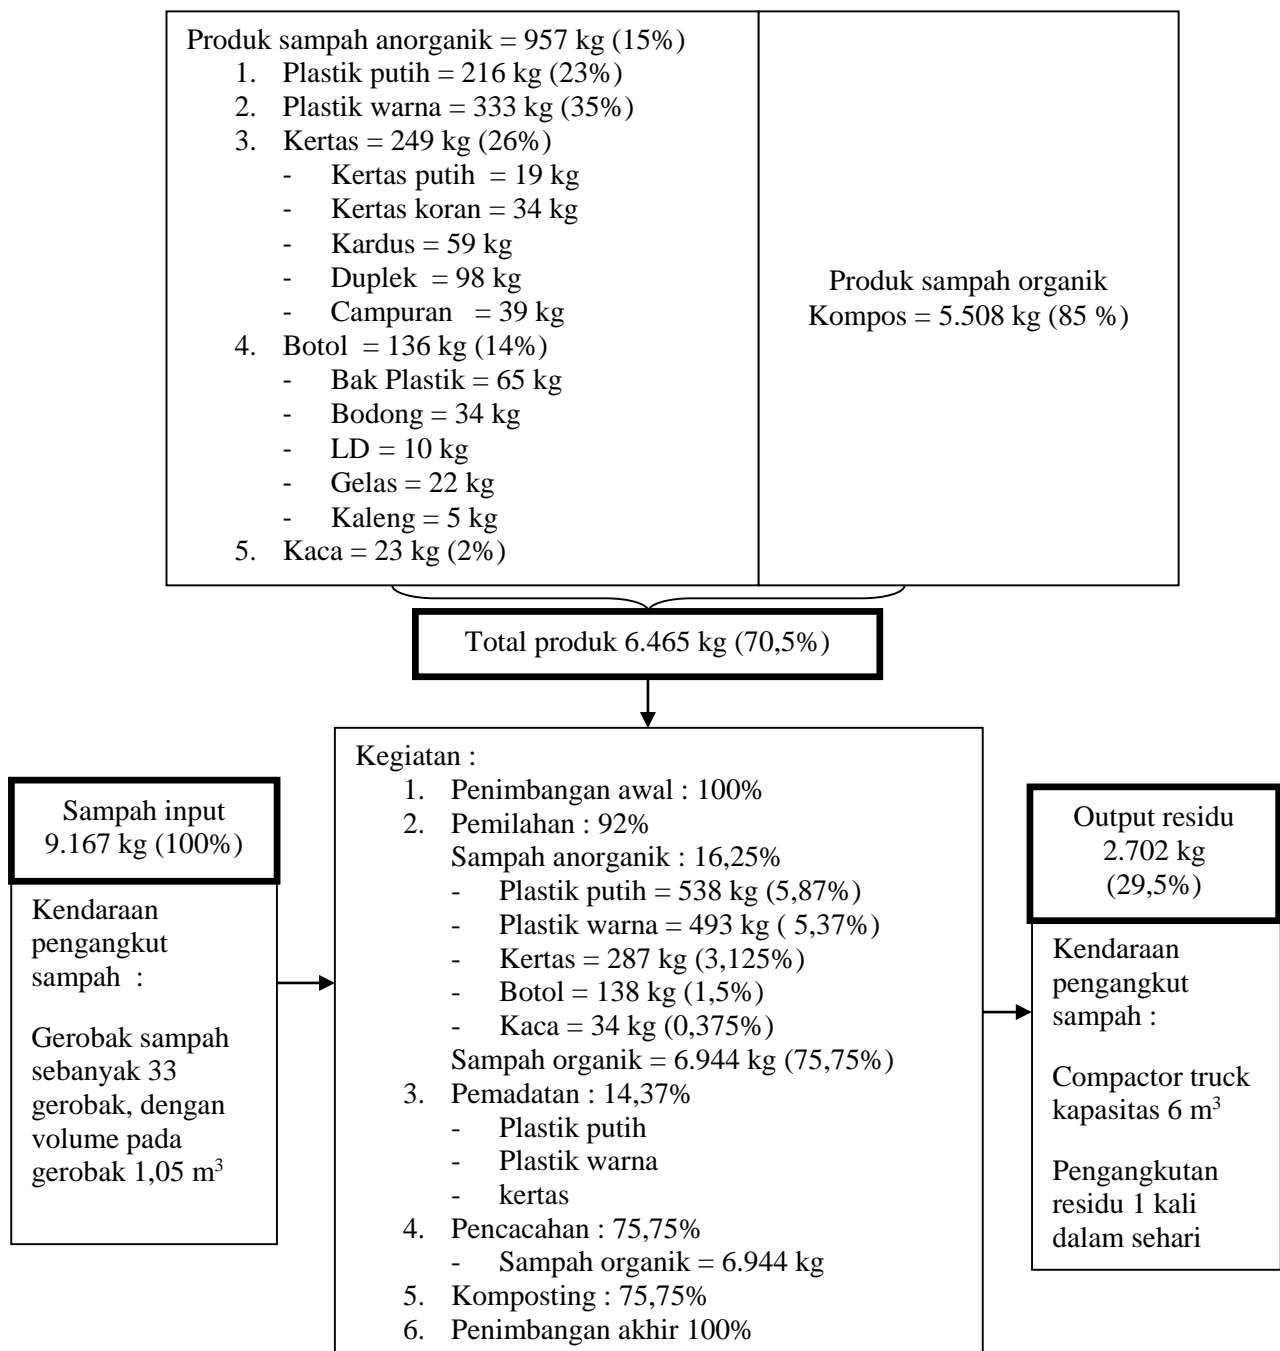 Produk sampah anorganik = 957 kg (15%)
1. Plastik putih = 216 kg (23%)
2. Plastik warna = 333 kg (35%)
3. Kertas = 249 kg (26%)
- Kertas putih = 19 kg
- Kertas koran = 34 kg
- Kardus = 59 kg
- Duplek = 98 kg
- Campuran = 39 kg
4. Botol = 136 kg (14%)
- Bak Plastik = 65 kg
- Bodong = 34 kg
- LD = 10 kg
- Gelas = 22 kg
- Kaleng = 5 kg
5. Kaca = 23 kg (2%)
Produk sampah organik
Kompos = 5.508 kg (85 %)
Total produk 6.465 kg (70,5%)
Sampah input
9.167 kg (100%)
Kendaraan
pengangkut
sampah :
Gerobak sampah
sebanyak 33
gerobak, dengan
volume pada
gerobak 1,05 m³
Kegiatan :
1. Penimbangan awal : 100%
2. Pemilahan : 92%
Sampah anorganik : 16,25%
- Plastik putih = 538 kg (5,87%)
- Plastik warna = 493 kg ( 5,37%)
- Kertas = 287 kg (3,125%)
- Botol = 138 kg (1,5%)
- Kaca = 34 kg (0,375%)
Sampah organik = 6.944 kg (75,75%)
3. Pemadatan : 14,37%
- Plastik putih
- Plastik warna
- kertas
4. Pencacahan : 75,75%
- Sampah organik = 6.944 kg
5. Komposting : 75,75%
6. Penimbangan akhir 100%
Output residu
2.702 kg
(29,5%)
Kendaraan
pengangkut
sampah :
Compactor truck
kapasitas 6 m³
Pengangkutan
residu 1 kali
dalam sehari